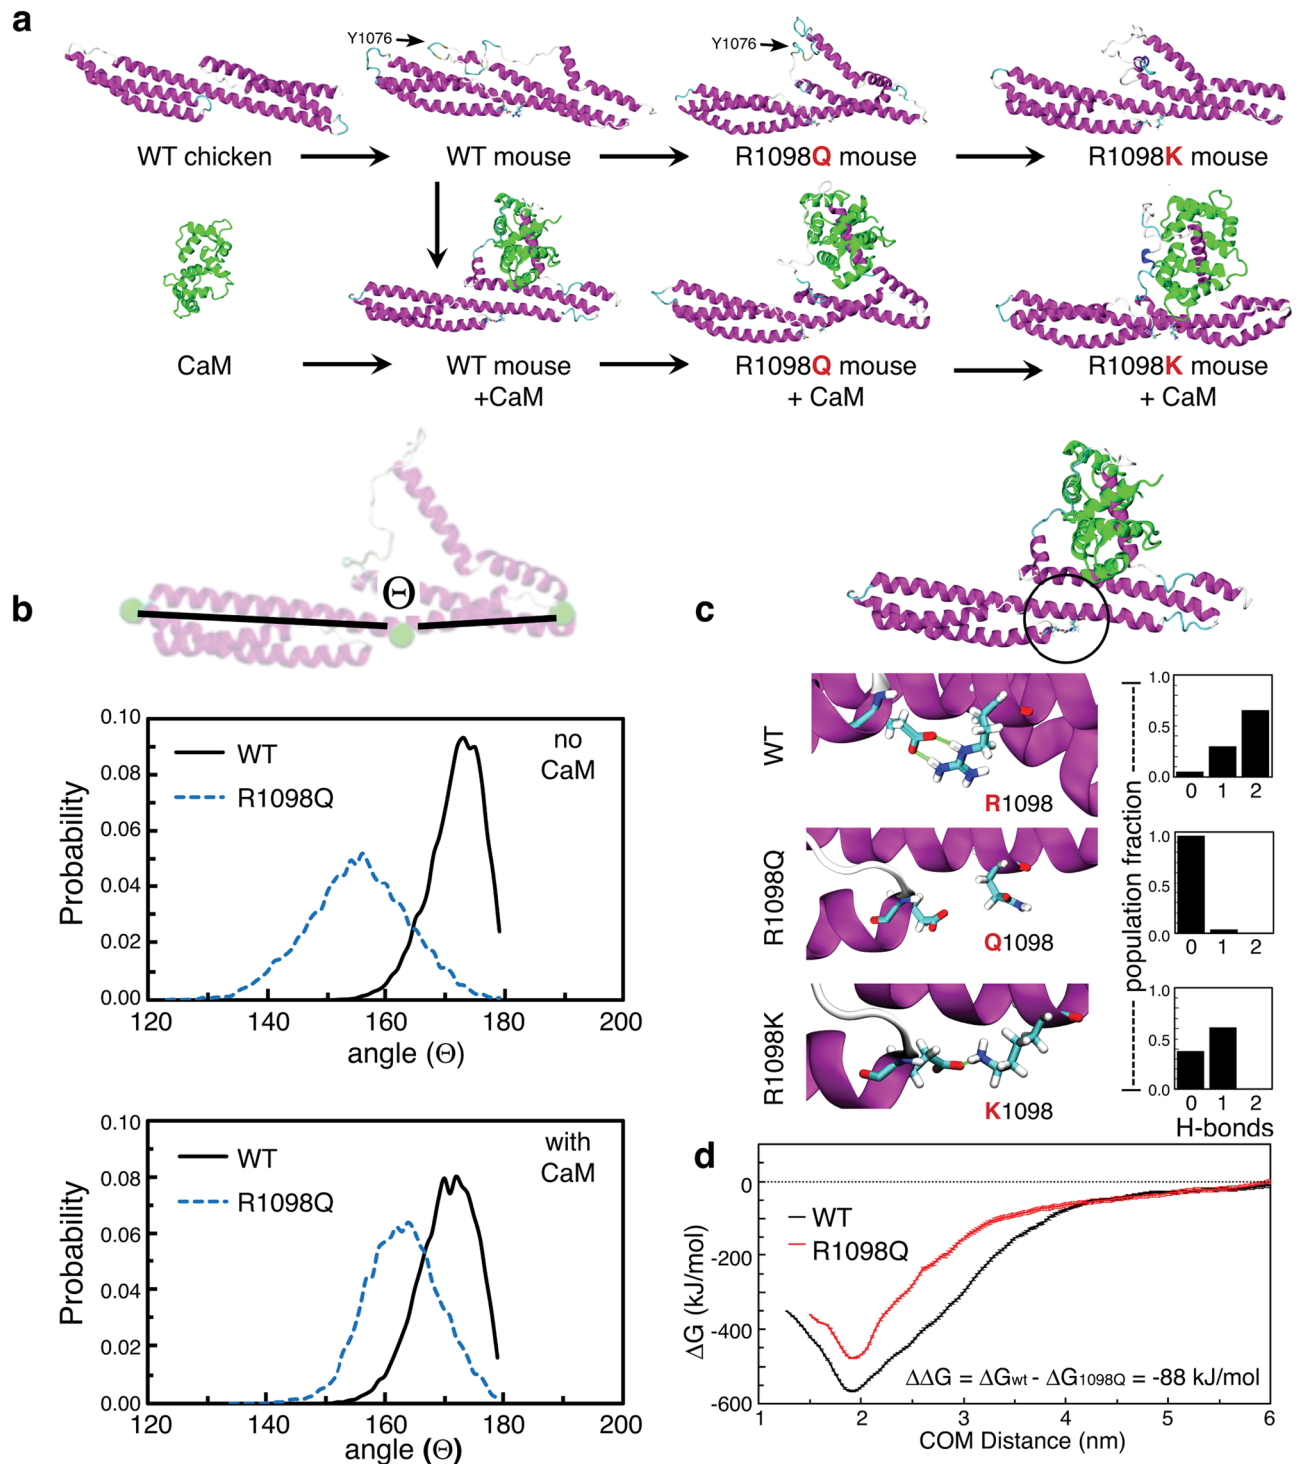 a
Y1076
Y1076
WT chicken
WT mouse
R1098Q mouse
R1098K mouse
CaM
WT mouse
+CaM
R1098Q mouse
+ CaM
R1098K mouse
+ CaM
b
Θ
0.10
0.08
0.06
0.04
0.02
0.00
Probability
WT
R1098Q
no
CaM
120
140
160
180
200
angle (Θ)
0.10
0.08
0.06
0.04
0.02
0.00
Probability
WT
R1098Q
with
CaM
120
140
160
180
200
angle (Θ)
c
WT
R1098
R1098Q
Q1098
R1098K
K1098
population fraction
1.0
0.5
0.0
0 1 2
1.0
0.5
0.0
0 1 2
1.0
0.5
0.0
0 1 2
H-bonds
d
0
-200
-400
-600
ΔG (kJ/mol)
WT
R1098Q
ΔΔG = ΔGwt - ΔG1098Q = -88 kJ/mol
1 2 3 4 5 6
COM Distance (nm)